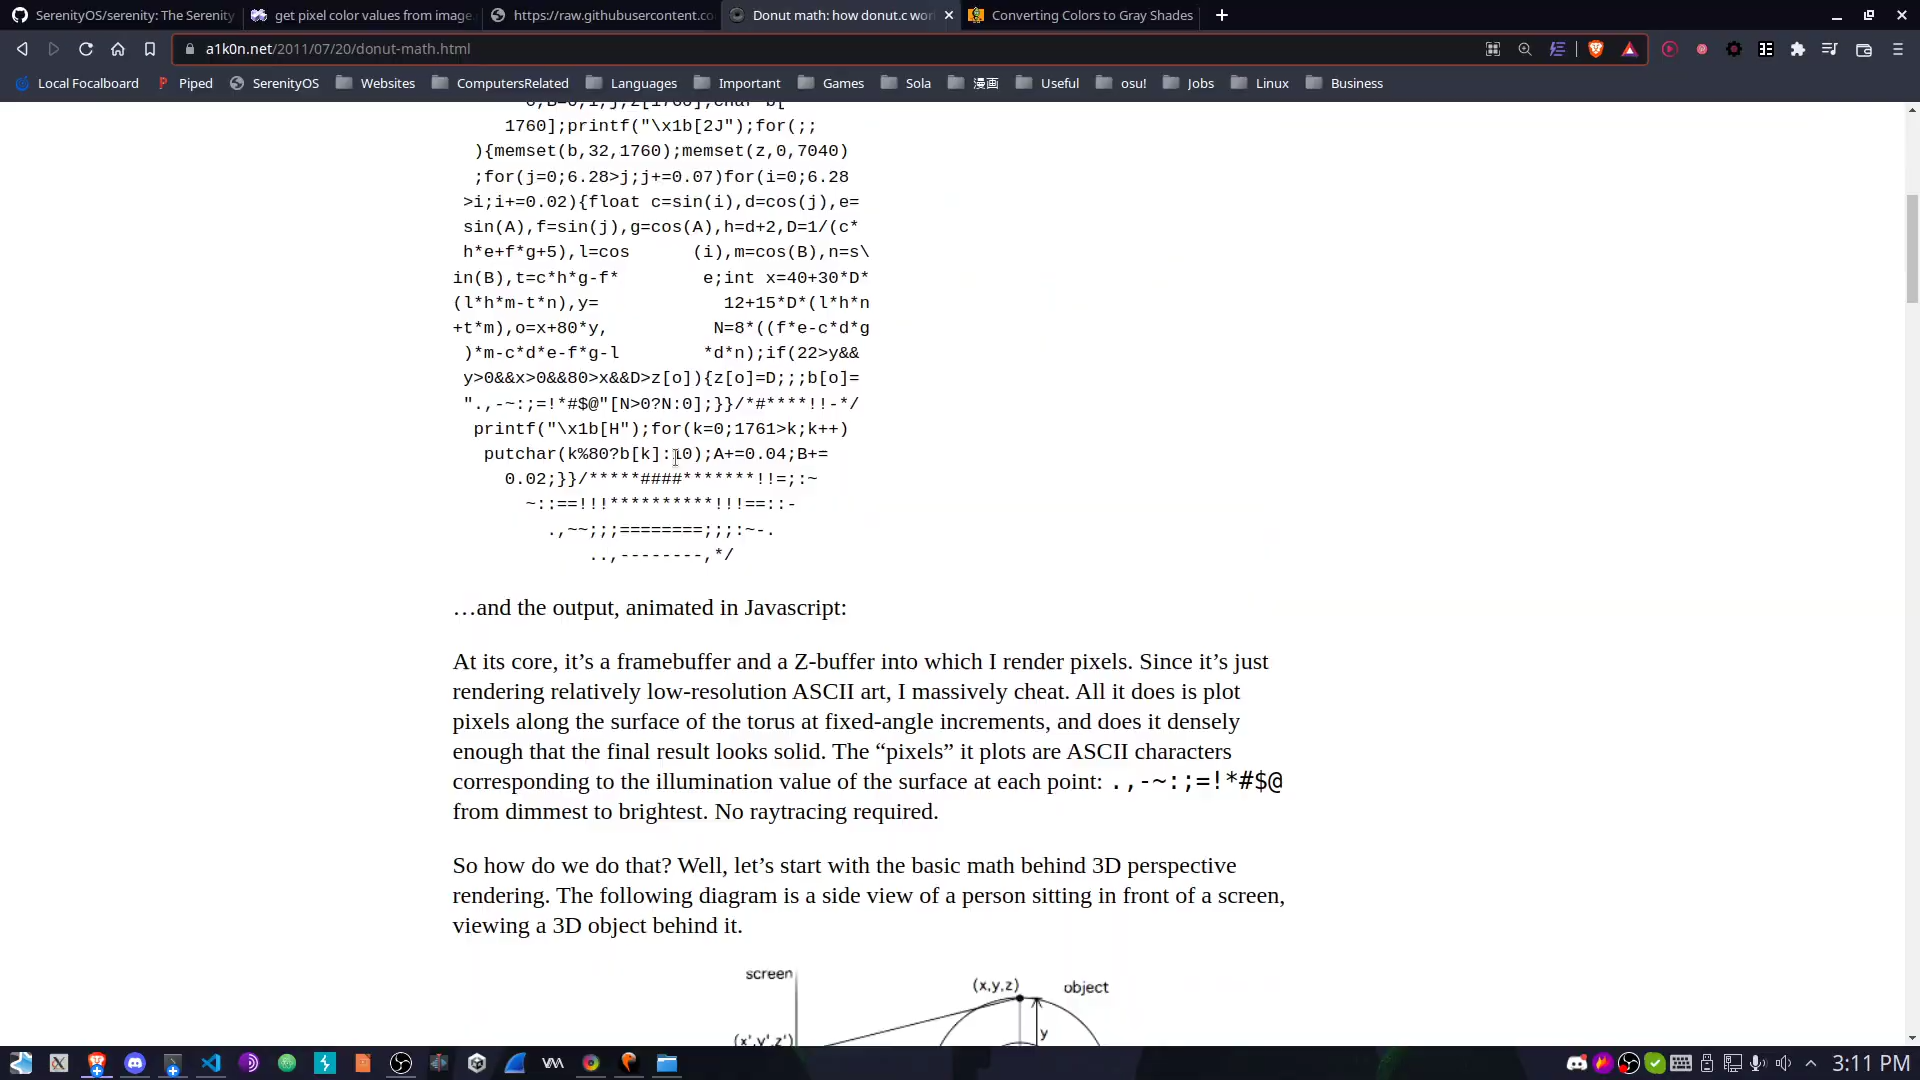 SerenityOS/serenity: The Serenity
get pixel color values from image
https://raw.githubusercontent.co
Donut math: how donut.c wor
Converting Colors to Gray Shades
a1k0n.net/2011/07/20/donut-math.html
Local Focalboard
Piped
SerenityOS
Websites
ComputersRelated
Languages
Important
Games
Sola
漫画
Useful
osu!
Jobs
Linux
Business
1760];printf("\x1b[2J");for(;;
){memset(b,32,1760);memset(z,0,7040)
;for(j=0;6.28>j;j+=0.07)for(i=0;6.28
>i;i+=0.02){float c=sin(i),d=cos(j),e=
sin(A),f=sin(j),g=cos(A),h=d+2,D=1/(c*
h*e+f*g+5),l=cos      (i),m=cos(B),n=s\
in(B),t=c*h*g-f*        e;int x=40+30*D*
(l*h*m-t*n),y=            12+15*D*(l*h*n
+t*m),o=x+80*y,          N=8*((f*e-c*d*g
)*m-c*d*e-f*g-l        *d*n);if(22>y&&
y>0&&x>0&&80>x&&D>z[o]){z[o]=D;;;b[o]=
".,-~:;=!*#$@"[N>0?N:0];}}/*#****!!-*/
printf("\x1b[H");for(k=0;1761>k;k++)
putchar(k%80?b[k]:10);A+=0.04;B+=
0.02;}}/*****####*******!!=;:~
~::==!!!**********!!!==::-
.,~~;;;========;;;:~-.
..,--------,*/
…and the output, animated in Javascript:
At its core, it’s a framebuffer and a Z-buffer into which I render pixels. Since it’s just
rendering relatively low-resolution ASCII art, I massively cheat. All it does is plot
pixels along the surface of the torus at fixed-angle increments, and does it densely
enough that the final result looks solid. The “pixels” it plots are ASCII characters
corresponding to the illumination value of the surface at each point: .,-~:;=!*#$@
from dimmest to brightest. No raytracing required.
So how do we do that? Well, let’s start with the basic math behind 3D perspective
rendering. The following diagram is a side view of a person sitting in front of a screen,
viewing a 3D object behind it.
screen
(x,y,z)
object
(x',y',z')
y
3:11 PM